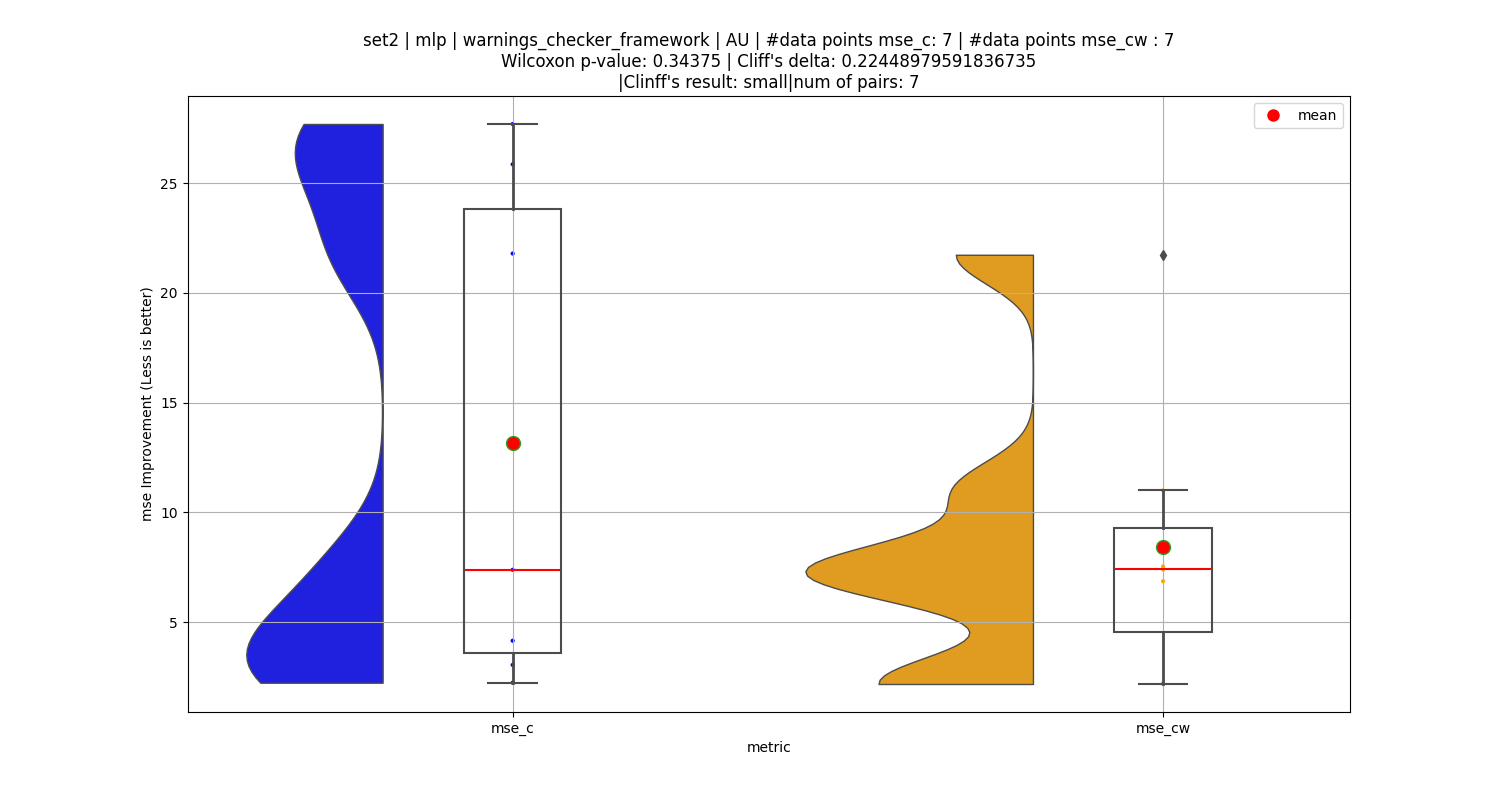 set2 | mlp | warnings_checker_framework | AU | #data points mse_c: 7 | #data points mse_cw : 7
Wilcoxon p-value: 0.34375 | Cliff's delta: 0.22448979591836735
|Clinff's result: small|num of pairs: 7
mean
25
20
15
10
5
mse Improvement (Less is better)
mse_c
mse_cw
metric